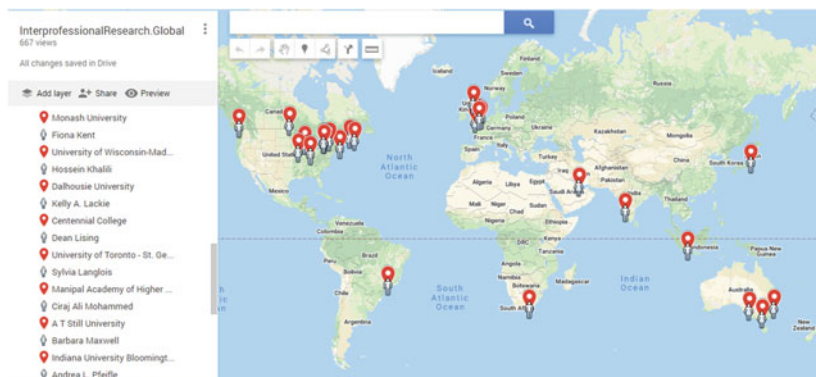 InterprofessionalResearch.Global
667 views
All changes saved in Drive
Add layer Share Preview
Monash University
Fiona Kent
University of Wisconsin-Mad...
Hossein Khalili
Dalhousie University
Kelly A. Lackie
Centennial College
Dean Lising
University of Toronto - St. Ge...
Sylvia Langlois
Manipal Academy of Higher ...
Ciraj Ali Mohammed
A T Still University
Barbara Maxwell
Indiana University Bloomingt...
Andrea L. Pfeifle
Iceland
Sweden
Norway
Russia
Canada
Poland
Germany
Ukraine
Kazakhstan
Mongolia
France
Spain
Italy
Turkey
United States
North
Atlantic
Ocean
China
South Korea
Afghanistan
Iraq
Pakistan
Algeria
Libya
Egypt
Saudi Arabia
India
Mexico
Mali
Niger
Sudan
Chad
Thailand
Nigeria
Ethiopia
Venezuela
Colombia
DRC
Kenya
Indonesia
Papua New
Guinea
Tanzania
Brazil
Peru
Angola
Bolivia
Namibia
Botswana
Madagascar
Indian
Ocean
Australia
Chile
South
Atlantic
Ocean
South Af
Argentina
New
Zealand